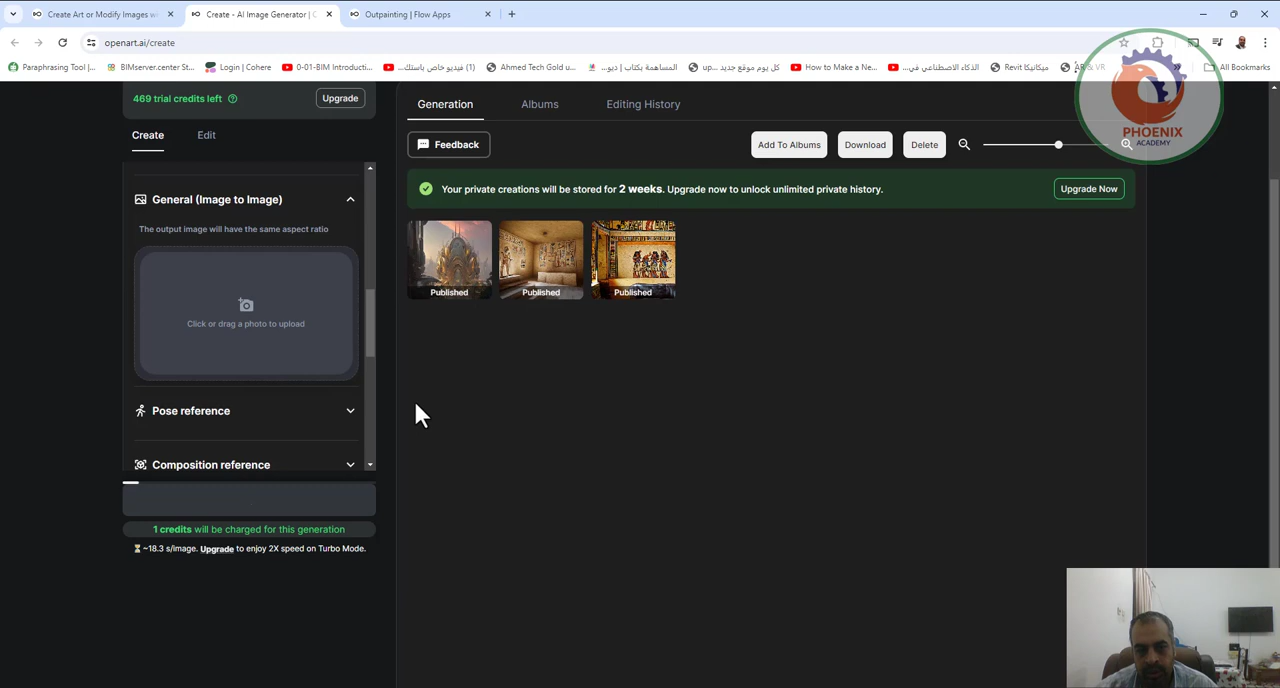 Create Art or Modify Images wi
Create - AI Image Generator | C
Outpainting | Flow Apps
openart.ai/create
Paraphrasing Tool |...
BIMserver.center St...
Login | Cohere
0-01-BIM Introducti...
(1) فيديو خاص باستك...
Arded Tech Gold u...
المساهمة بكتاب | ديو...
كل يوم موقع جديد up...
How to Make a Ne...
الذكاء الاصطناعي في...
ميكانيكا Revit
AR & VR
All Bookmarks
PHOENIX
ACADEMY
469 trial credits left
Upgrade
Create
Edit
Generation
Albums
Editing History
Feedback
Add To Albums
Download
Delete
Your private creations will be stored for 2 weeks. Upgrade now to unlock unlimited private history.
Upgrade Now
General (Image to Image)
The output image will have the same aspect ratio
Click or drag a photo to upload
Published
Published
Published
Pose reference
Composition reference
1 credits will be charged for this generation
~18.3 s/image. Upgrade to enjoy 2X speed on Turbo Mode.